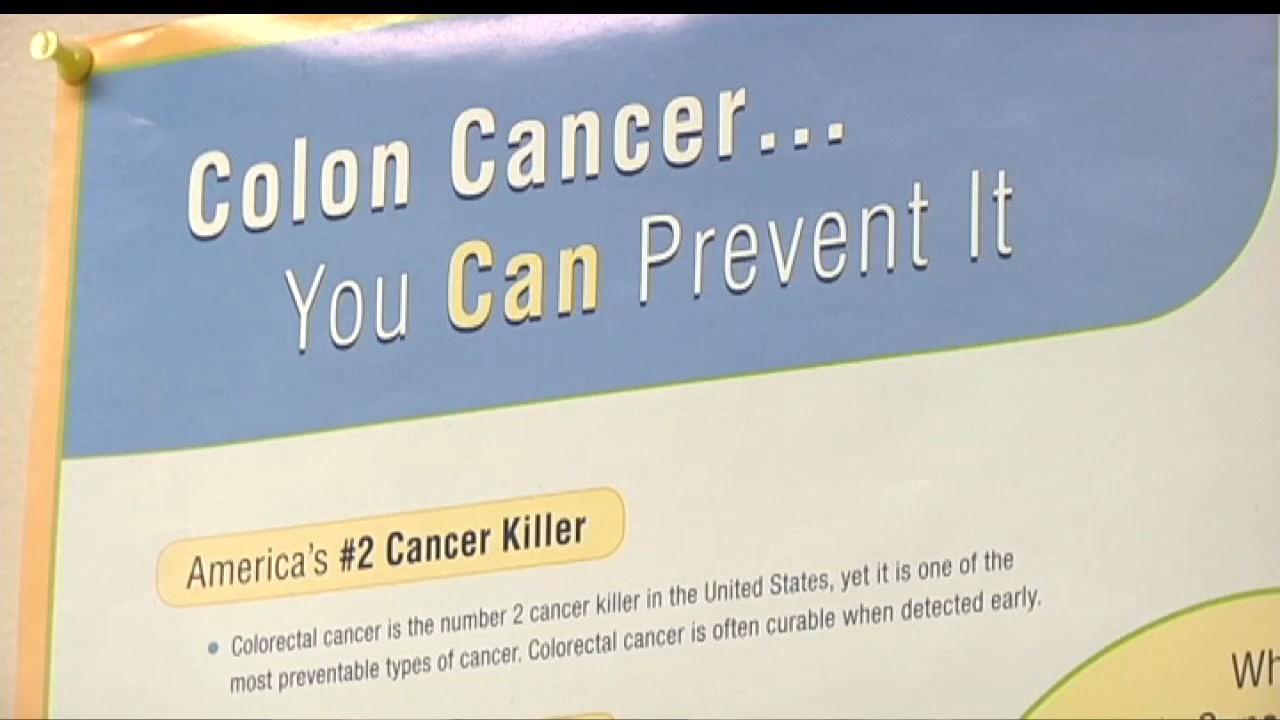 Colon Cancer...
You Can Prevent It
America's #2 Cancer Killer
• Colorectal cancer is the number 2 cancer killer in the United States, yet it is one of the
most preventable types of cancer. Colorectal cancer is often curable when detected early.
Wh